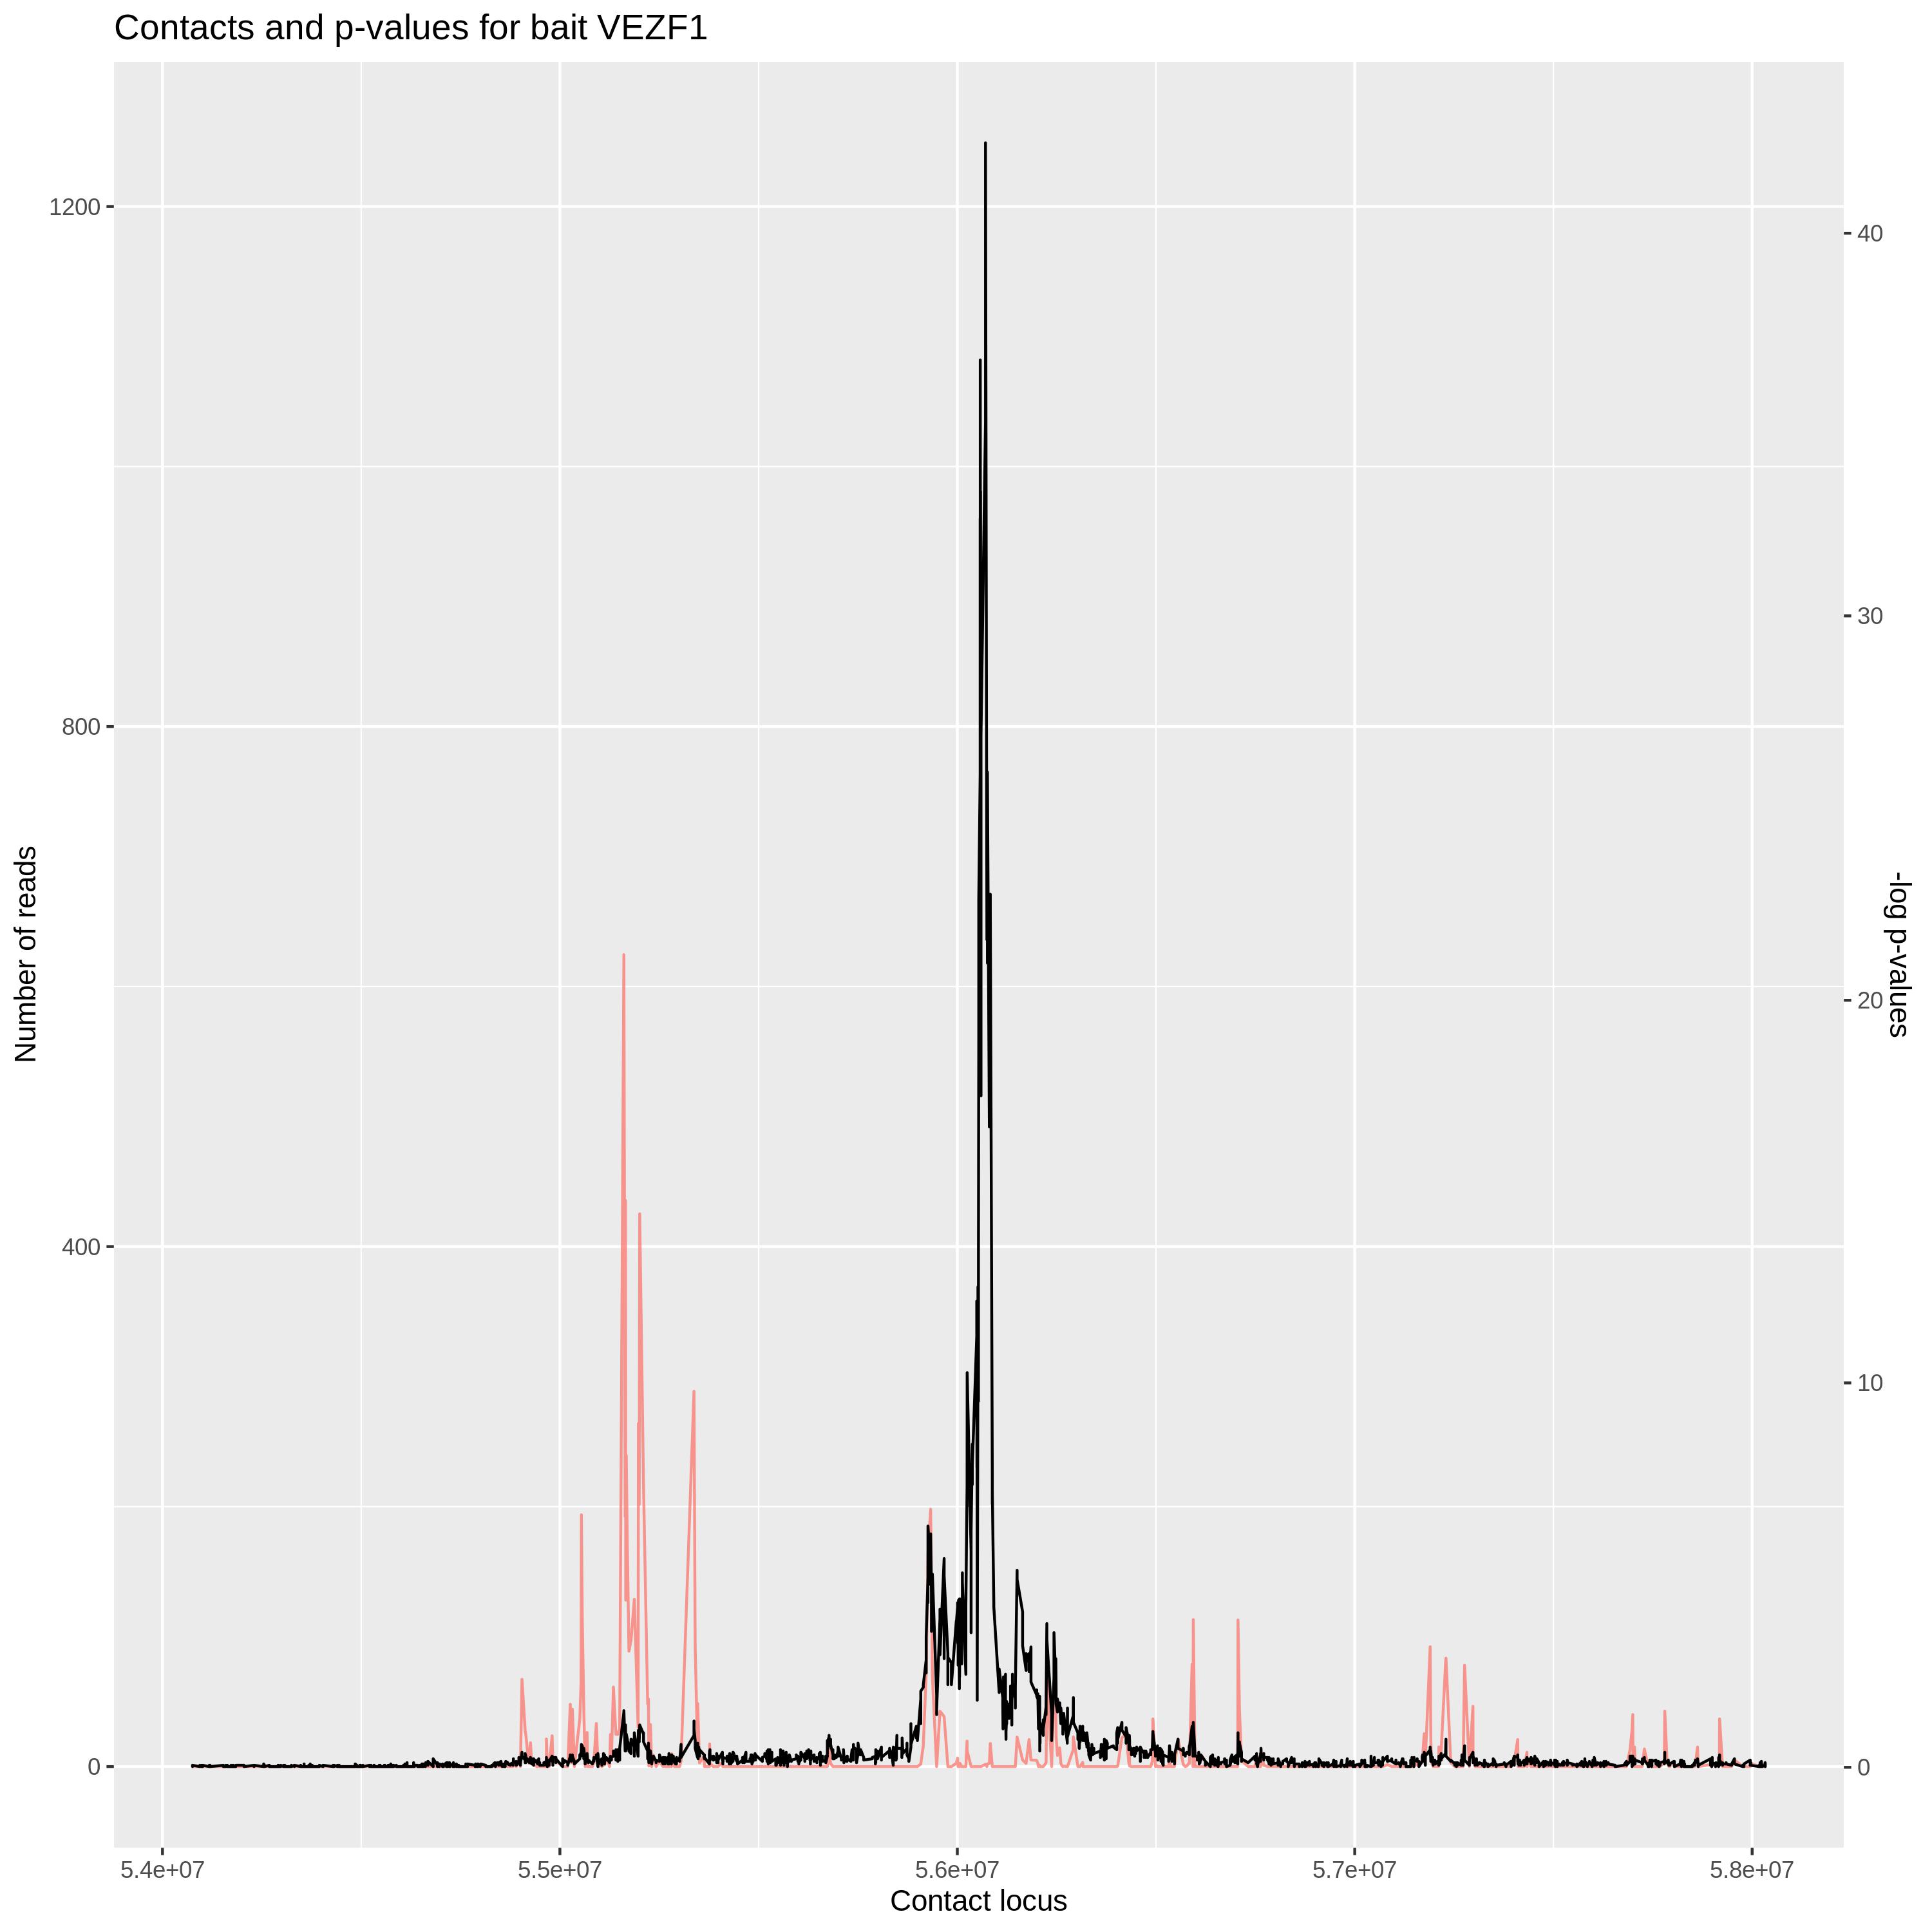 Contacts and p-values for bait VEZF1
1200
800
400
0
Number of reads
40
30
20
10
0
-log p-values
5.4e+07
5.5e+07
5.6e+07
5.7e+07
5.8e+07
Contact locus